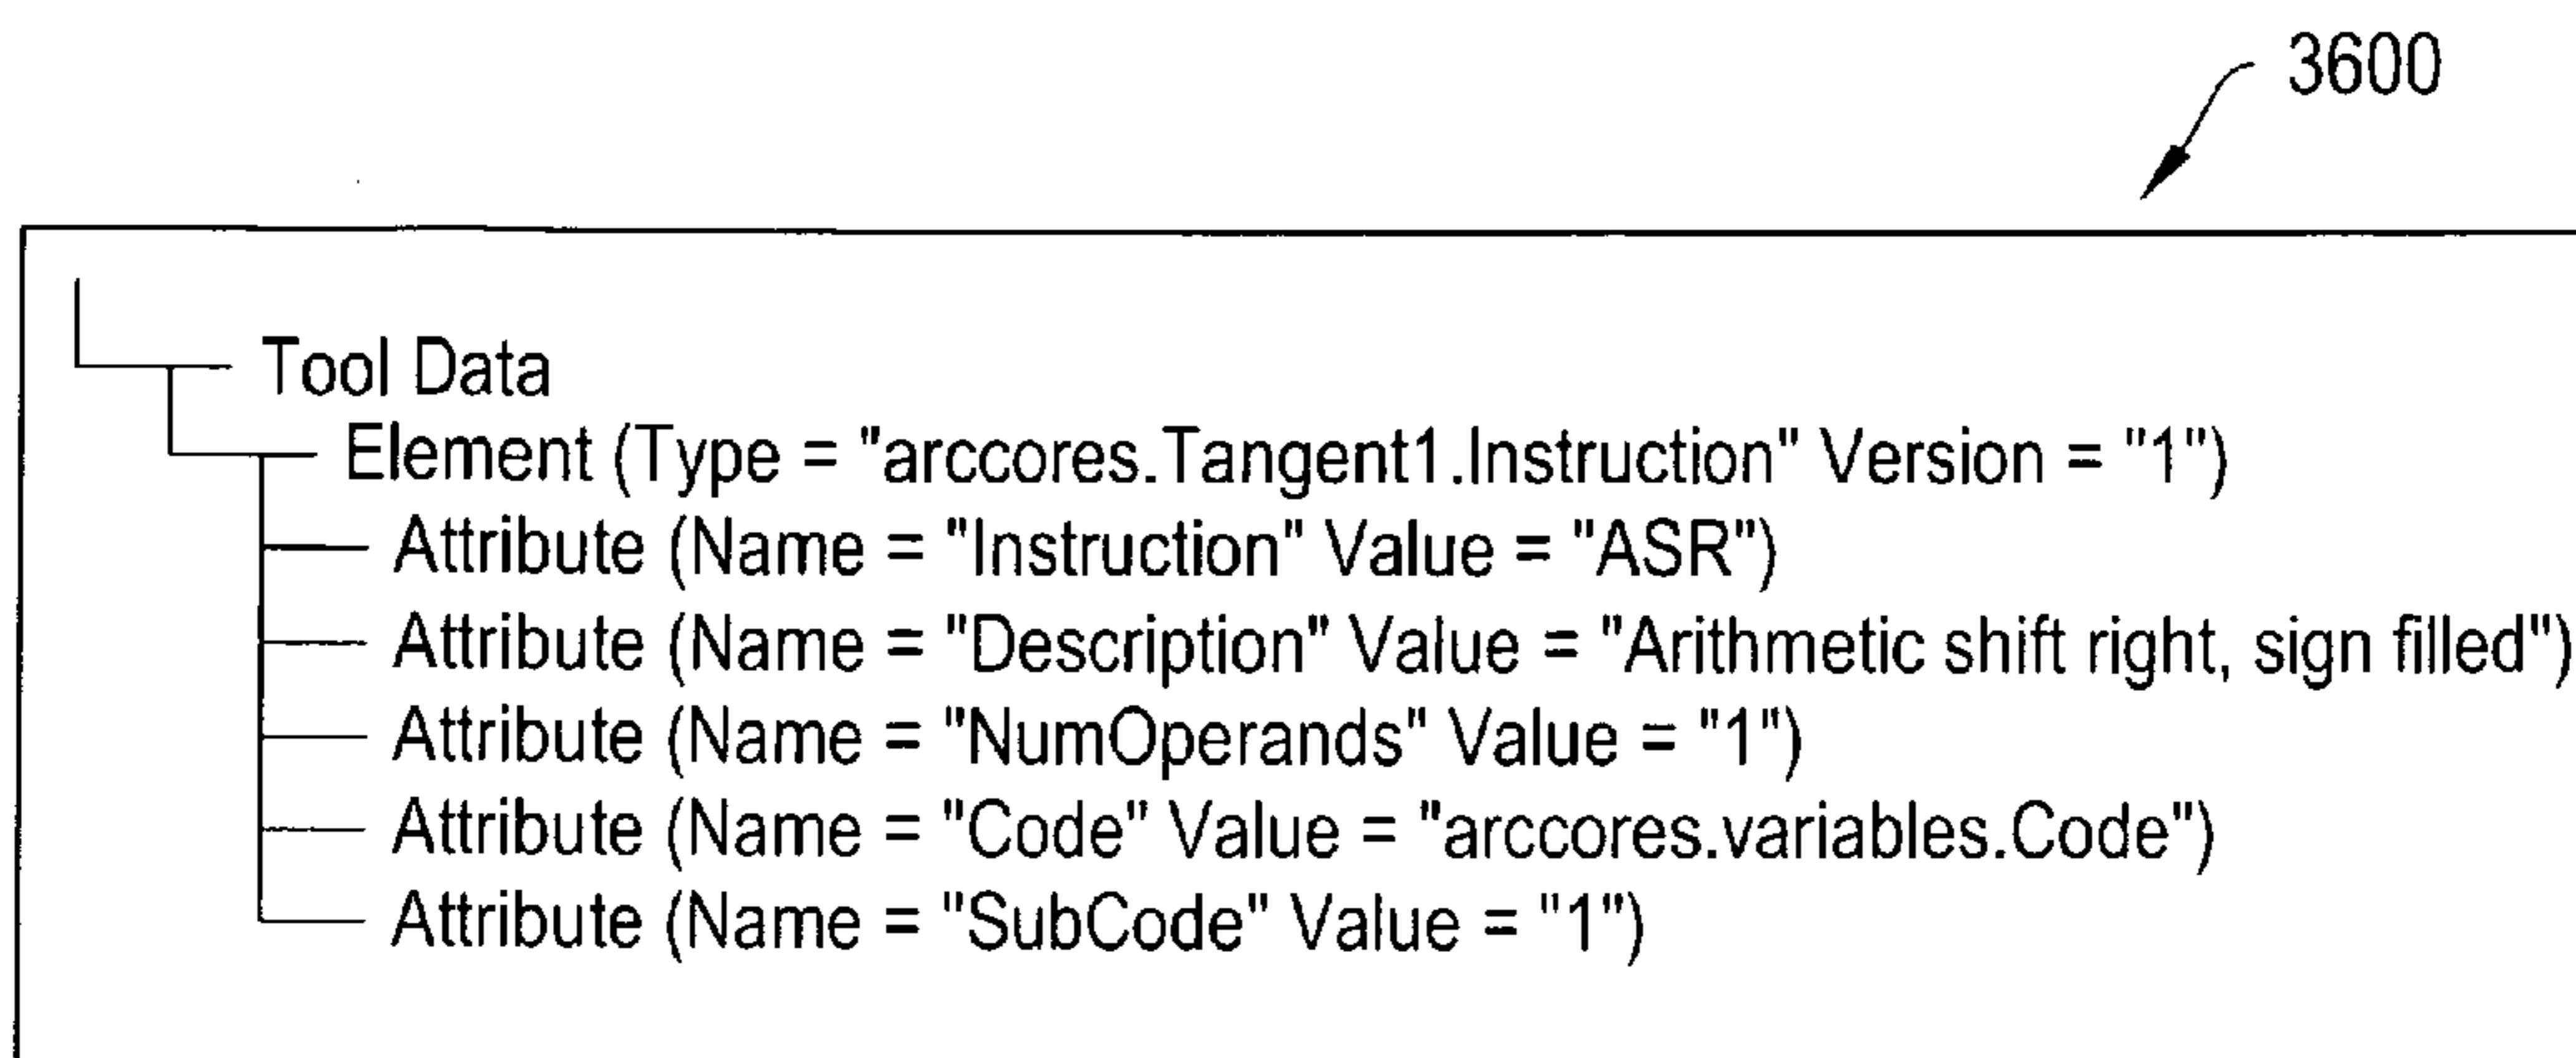 3600
Tool Data
Element (Type = "arccores.Tangent1.Instruction" Version = "1")
Attribute (Name = "Instruction" Value = "ASR")
Attribute (Name = "Description" Value = "Arithmetic shift right, sign filled")
Attribute (Name = "NumOperands" Value = "1")
Attribute (Name = "Code" Value = "arccores.variables.Code")
Attribute (Name = "SubCode" Value = "1")